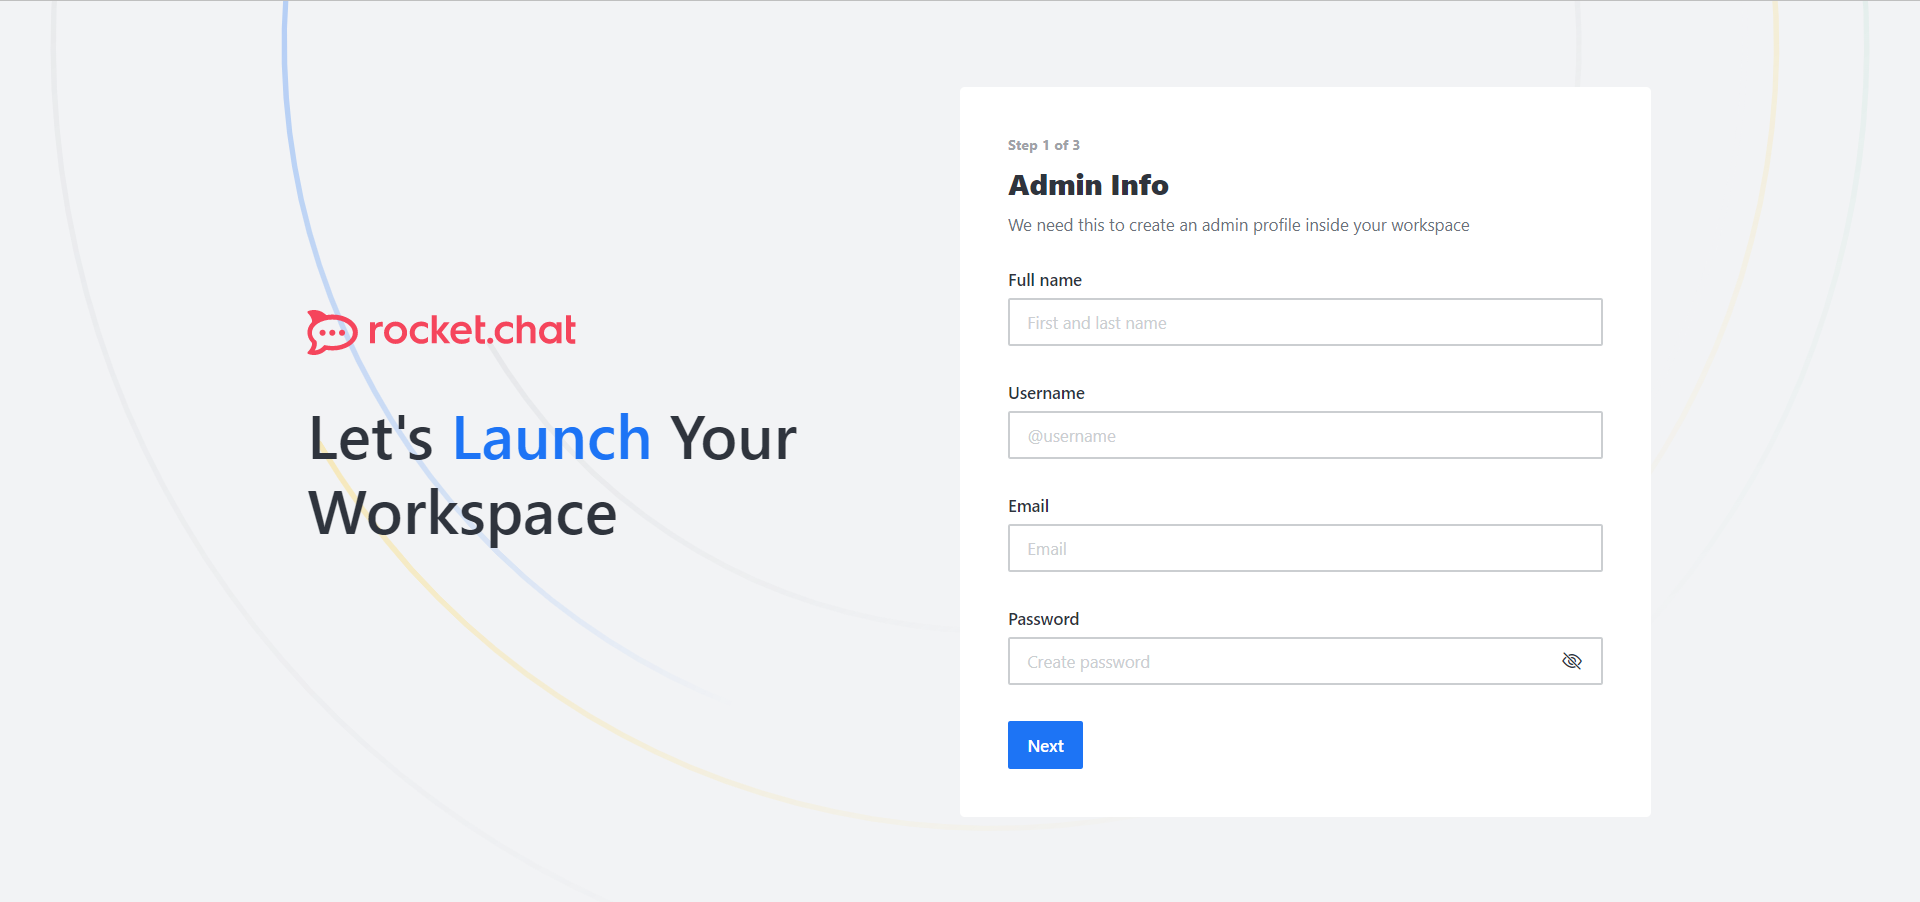 rocket.chat
Let's Launch Your
Workspace
Step 1 of 3
Admin Info
We need this to create an admin profile inside your workspace
Full name
First and last name
Username
@username
Email
Email
Password
Create password
Next